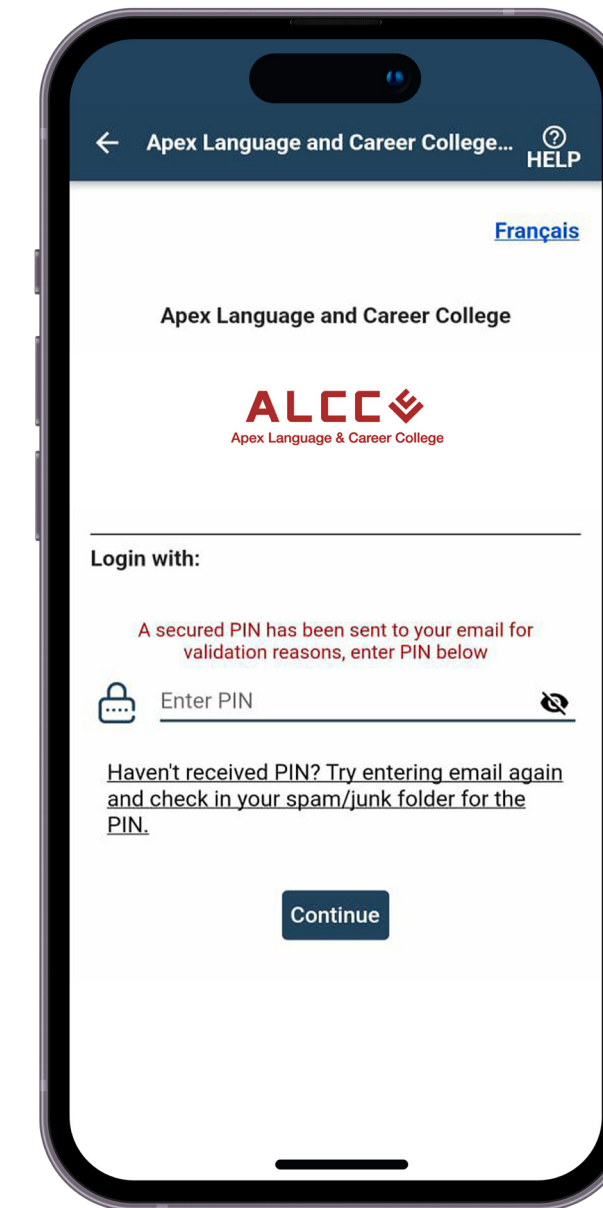 Apex Language and Career College...
HELP
Français
Apex Language and Career College
ALCC
Apex Language & Career College
Login with:
A secured PIN has been sent to your email for
validation reasons, enter PIN below
Enter PIN
Haven't received PIN? Try entering email again
and check in your spam/junk folder for the
PIN.
Continue